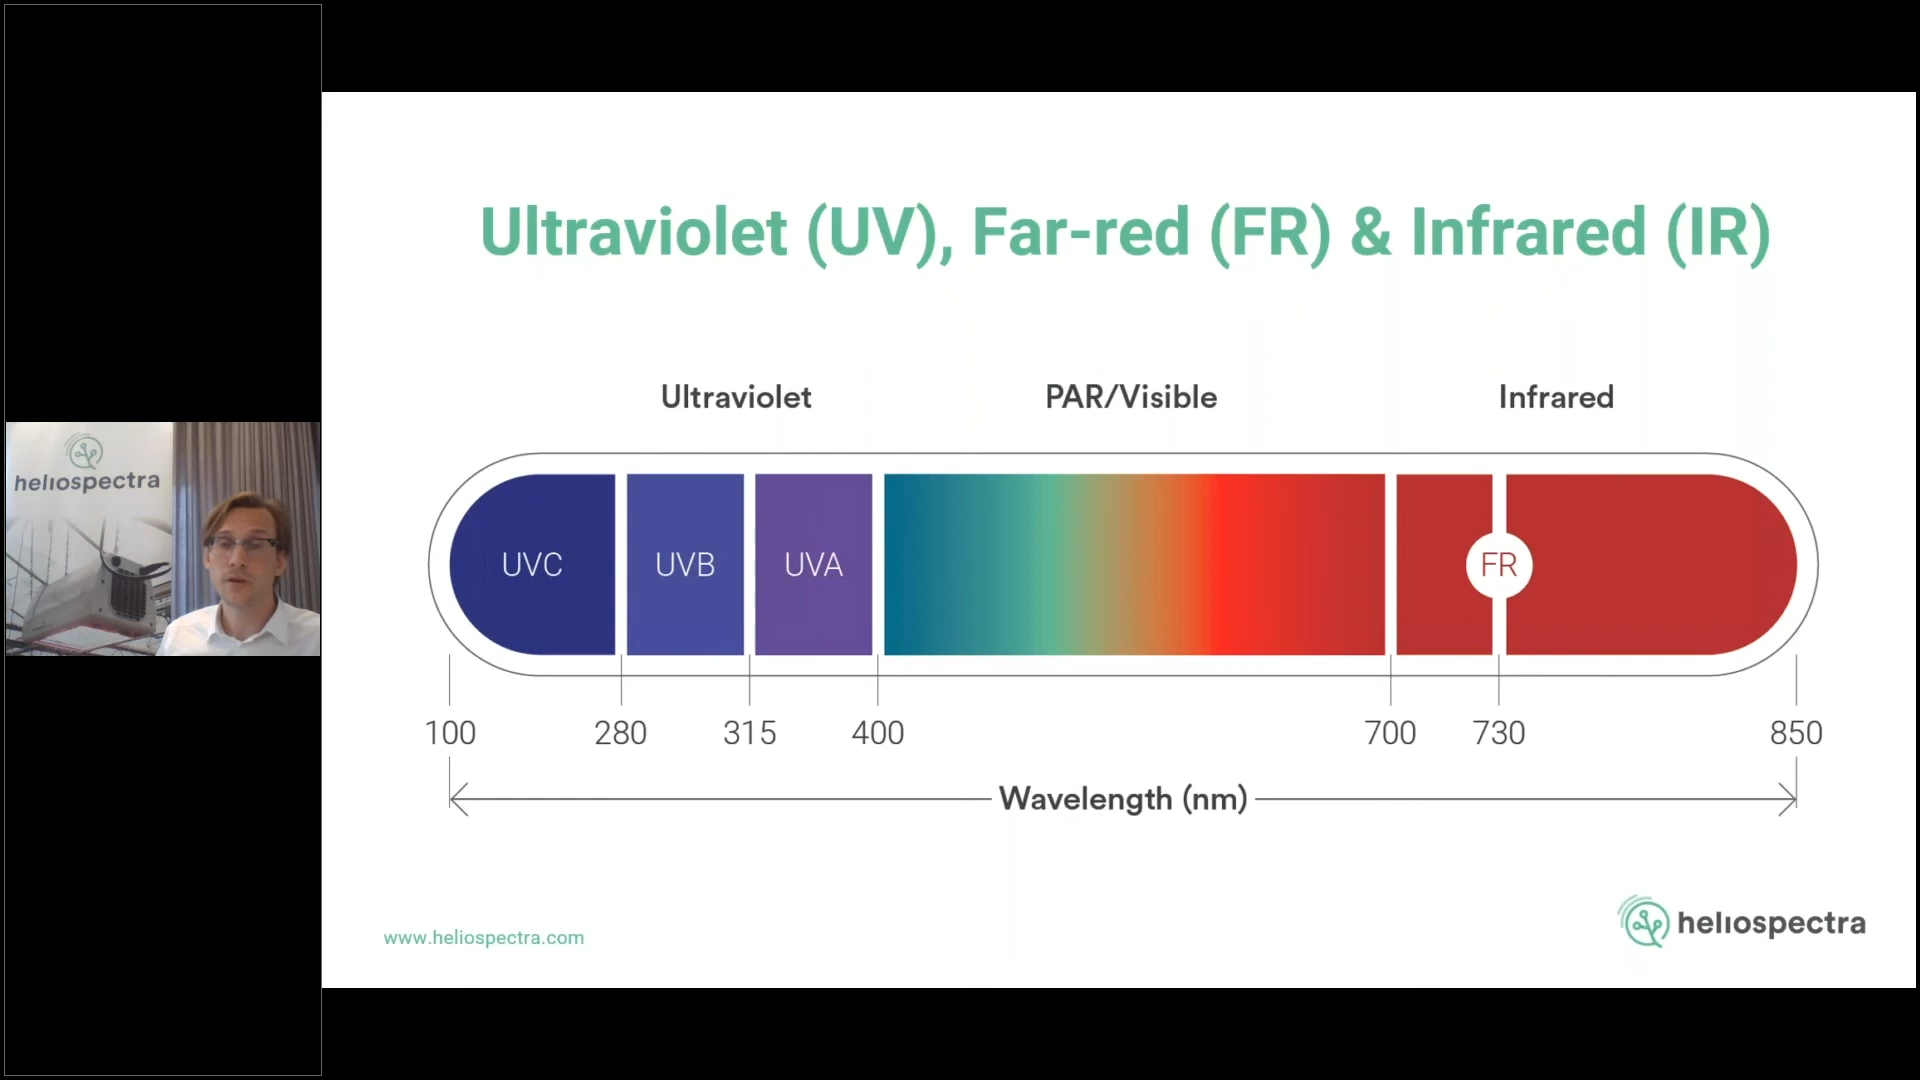 heliospectra
Ultraviolet (UV), Far-red (FR) & Infrared (IR)
Ultraviolet PAR/Visible Infrared
UVC UVB UVA FR
100 280 315 400 700 730 850
Wavelength (nm)
www.heliospectra.com
heliospectra